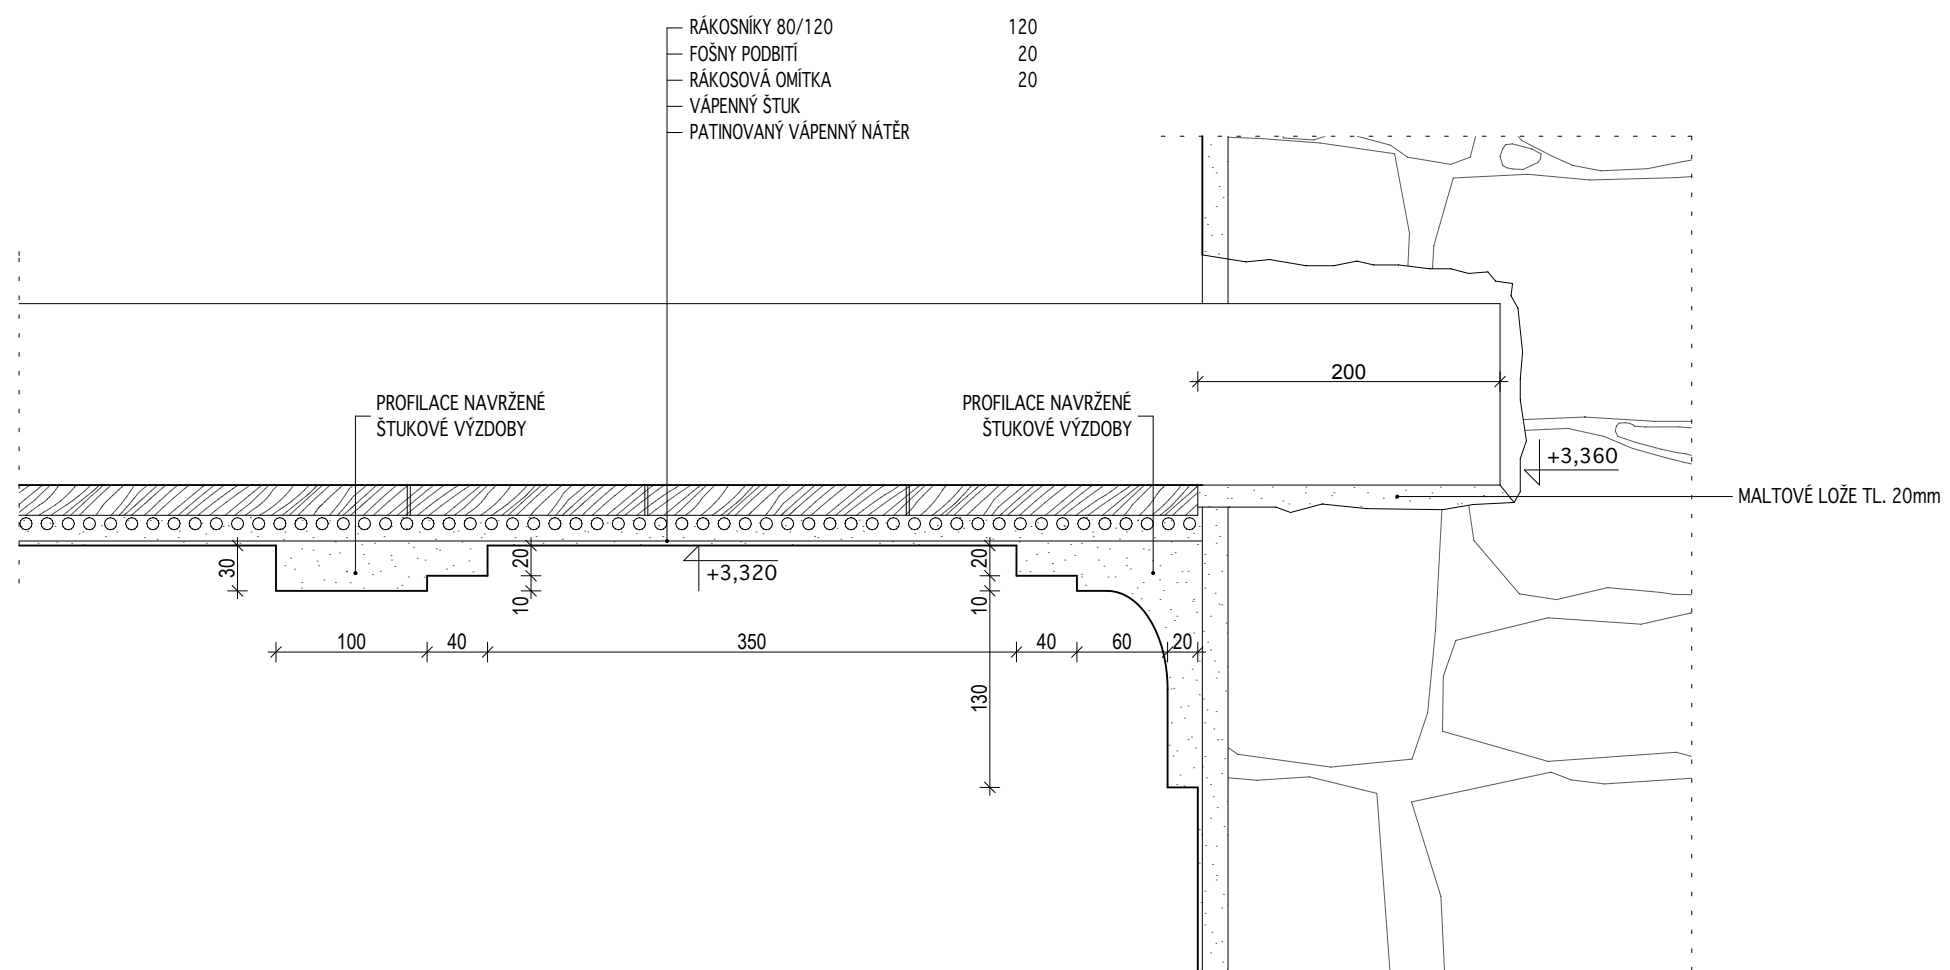 RÁKOSNÍKY 80/120 120
FOŠNY PODBITÍ 20
RÁKOSOVÁ OMÍTKA 20
VÁPENNÝ ŠTUK
PATINOVANÝ VÁPENNÝ NÁTĚR
200
PROFILACE NAVRŽENÉ
ŠTUKOVÉ VÝZDOBY
PROFILACE NAVRŽENÉ
ŠTUKOVÉ VÝZDOBY
+3,360
MALTOVÉ LOŽE TL. 20mm
30
20
10
+3,320
20
10
100
40
350
40
60
20
130